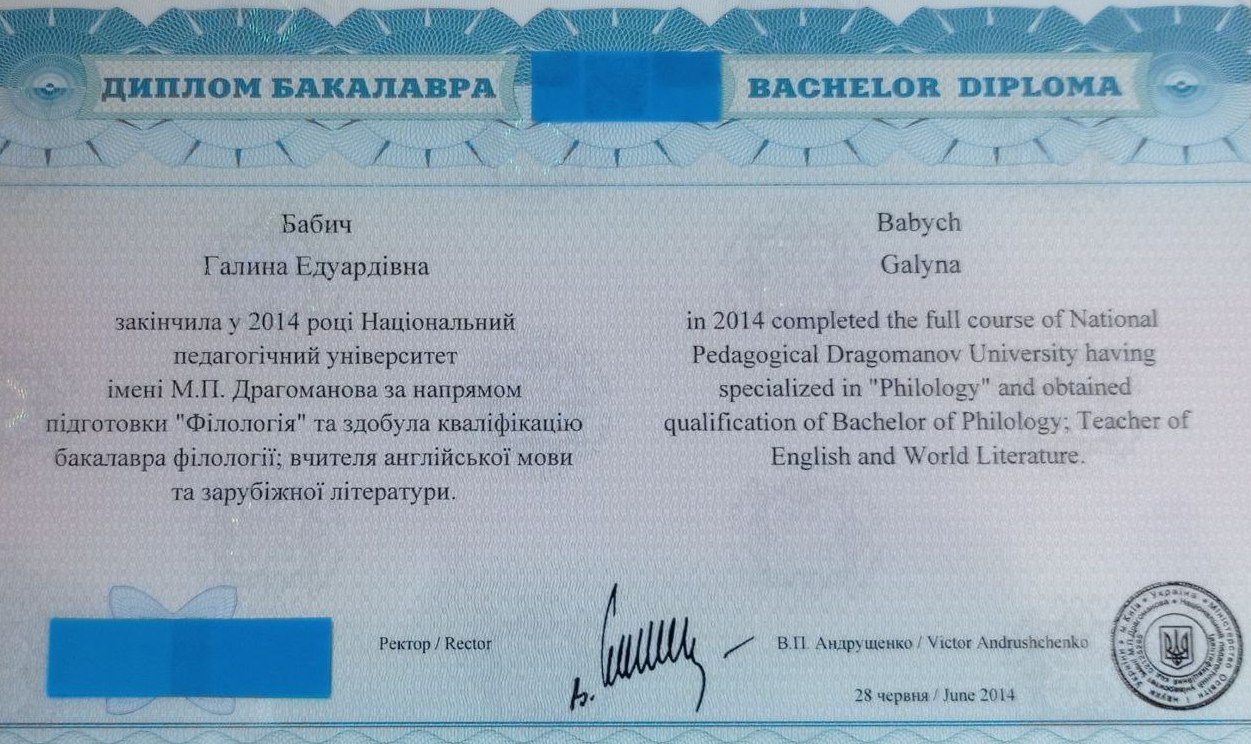 ДИПЛОМ БАКАЛАВРА
BACHELOR DIPLOMA
Бабич
Галина Едуардівна
закінчила у 2014 році Національний
педагогічний університет
імені М.П. Драгоманова за напрямом
підготовки "Філологія" та здобула кваліфікацію
бакалавра філології; вчителя англійської мови
та зарубіжної літератури.
Babych
Galyna
in 2014 completed the full course of National
Pedagogical Dragomanov University having
specialized in "Philology" and obtained
qualification of Bachelor of Philology; Teacher of
English and World Literature.
Ректор / Rector
В.П. Андрущенко / Victor Andrushchenko
28 червня / June 2014